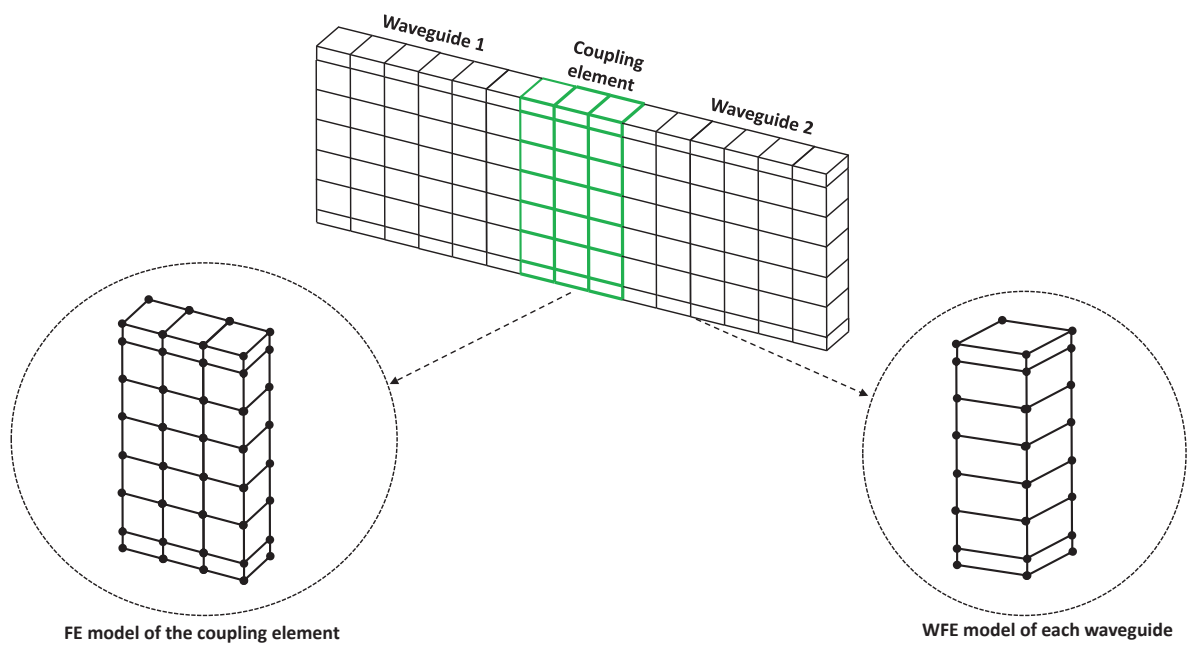 Waveguide 1
Coupling
element
Waveguide 2
FE model of the coupling element
WFE model of each waveguide